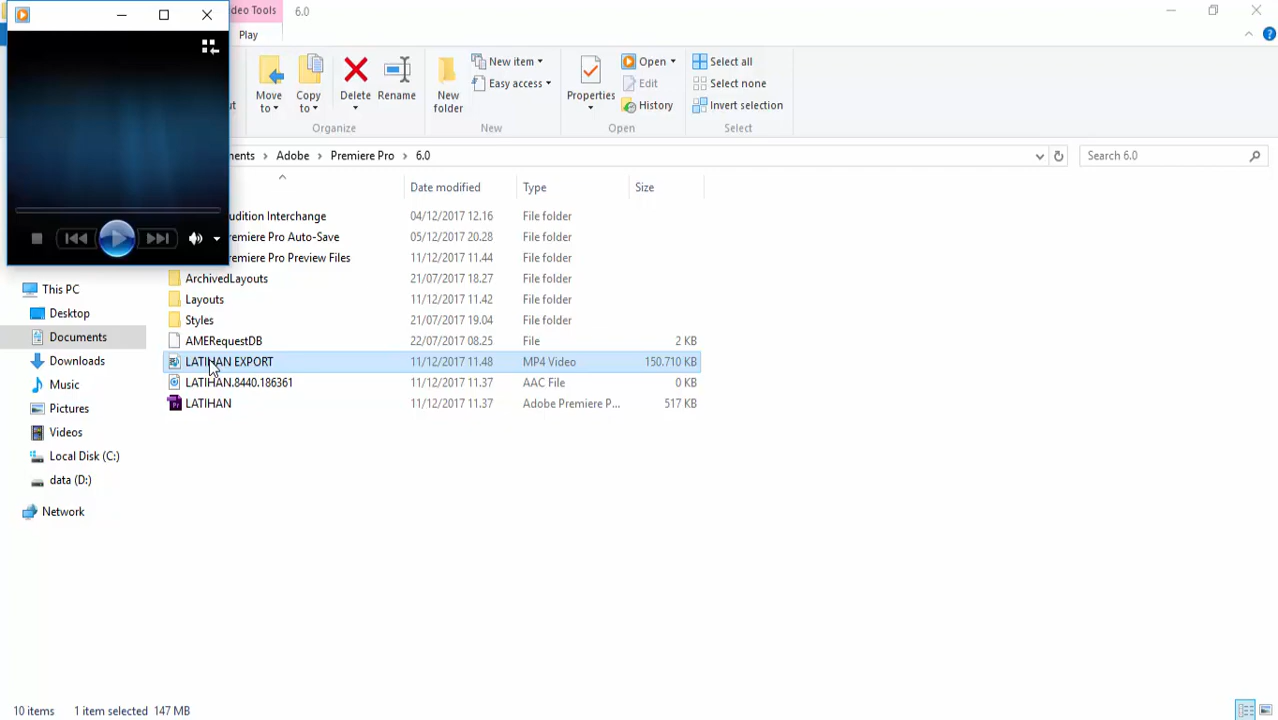 deo Tools
6.0
Play
Move to
Copy to
Delete
Rename
New folder
New item
Easy access
Properties
Open
Edit
History
Select all
Select none
Invert selection
Organize
New
Open
Select
ments
Adobe
Premiere Pro
6.0
Search 6.0
Date modified
Type
Size
udition Interchange
04/12/2017 12.16
File folder
remiere Pro Auto-Save
05/12/2017 20.28
File folder
remiere Pro Preview Files
11/12/2017 11.44
File folder
ArchivedLayouts
21/07/2017 18.27
File folder
Layouts
11/12/2017 11.42
File folder
Styles
21/07/2017 19.04
File folder
AMERequestDB
22/07/2017 08.25
File
2 KB
LATIHAN EXPORT
11/12/2017 11.48
MP4 Video
150.710 KB
LATIHAN.8440.186361
11/12/2017 11.37
AAC File
0 KB
LATIHAN
11/12/2017 11.37
Adobe Premiere P...
517 KB
This PC
Desktop
Documents
Downloads
Music
Pictures
Videos
Local Disk (C:)
data (D:)
Network
10 items
1 item selected 147 MB